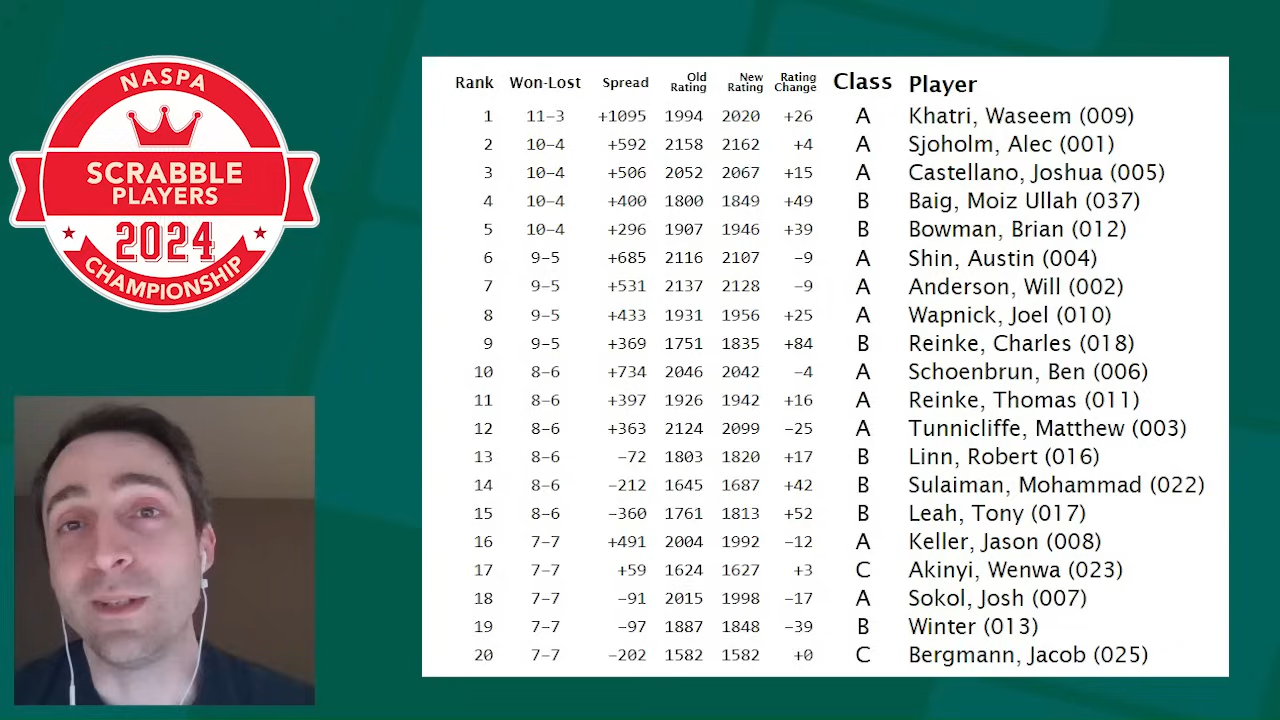 NASPA
SCRABBLE
PLAYERS
2024
CHAMPIONSHIP
Rank Won-Lost Spread Old Rating New Rating Rating Change Class Player
1 11–3 +1095 1994 2020 +26 A Khatri, Waseem (009)
2 10–4 +592 2158 2162 +4 A Sjoholm, Alec (001)
3 10–4 +506 2052 2067 +15 A Castellano, Joshua (005)
4 10–4 +400 1800 1849 +49 B Baig, Moiz Ullah (037)
5 10–4 +296 1907 1946 +39 B Bowman, Brian (012)
6 9–5 +685 2116 2107 –9 A Shin, Austin (004)
7 9–5 +531 2137 2128 –9 A Anderson, Will (002)
8 9–5 +433 1931 1956 +25 A Wapnick, Joel (010)
9 9–5 +369 1751 1835 +84 B Reinke, Charles (018)
10 8–6 +734 2046 2042 –4 A Schoenbrun, Ben (006)
11 8–6 +397 1926 1942 +16 A Reinke, Thomas (011)
12 8–6 +363 2124 2099 –25 A Tunnicliffe, Matthew (003)
13 8–6 –72 1803 1820 +17 B Linn, Robert (016)
14 8–6 –212 1645 1687 +42 B Sulaiman, Mohammad (022)
15 8–6 –360 1761 1813 +52 B Leah, Tony (017)
16 7–7 +491 2004 1992 –12 A Keller, Jason (008)
17 7–7 +59 1624 1627 +3 C Akinyi, Wenwa (023)
18 7–7 –91 2015 1998 –17 A Sokol, Josh (007)
19 7–7 –97 1887 1848 –39 B Winter (013)
20 7–7 –202 1582 1582 +0 C Bergmann, Jacob (025)